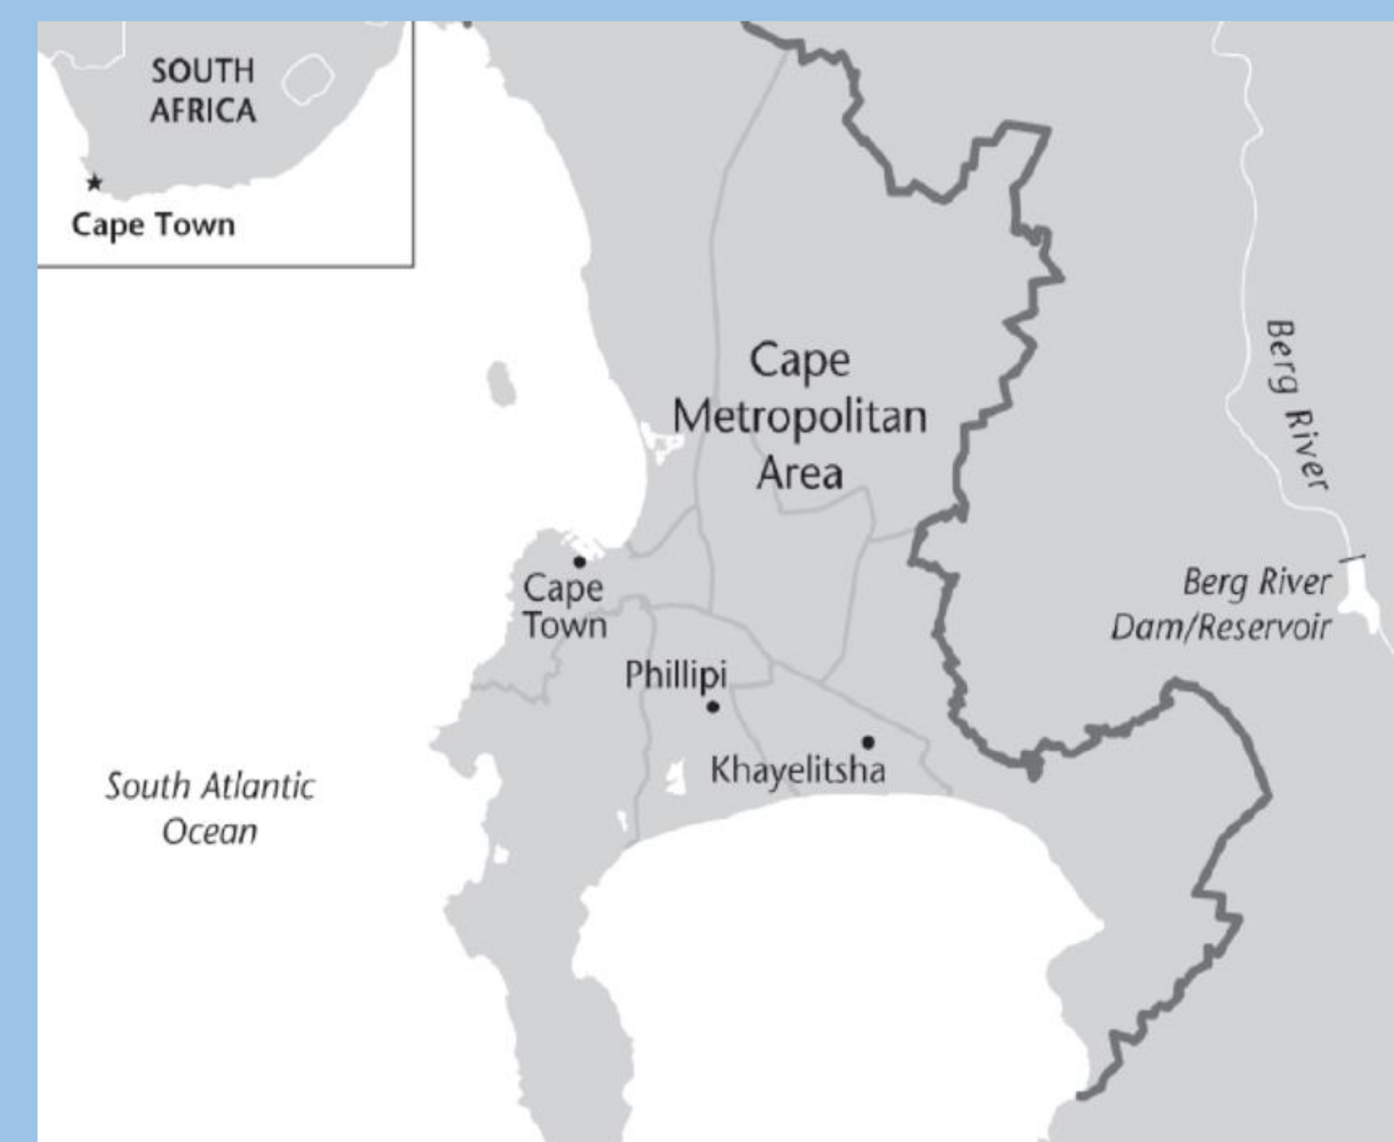 SOUTH
AFRICA
Cape Town
Cape
Metropolitan
Area
Berg River
Berg River
Dam/Reservoir
Cape
Town
Phillipi
Khayelitsha
South Atlantic
Ocean